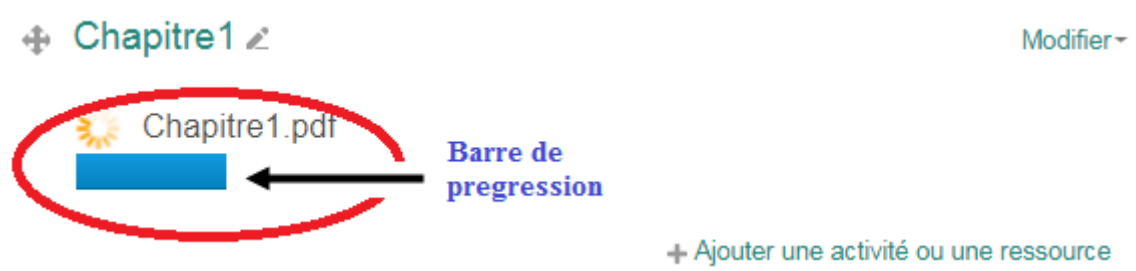 Chapitre1
Modifier
Chapitre1.pdf
Barre de
pregression
Ajouter une activité ou une ressource